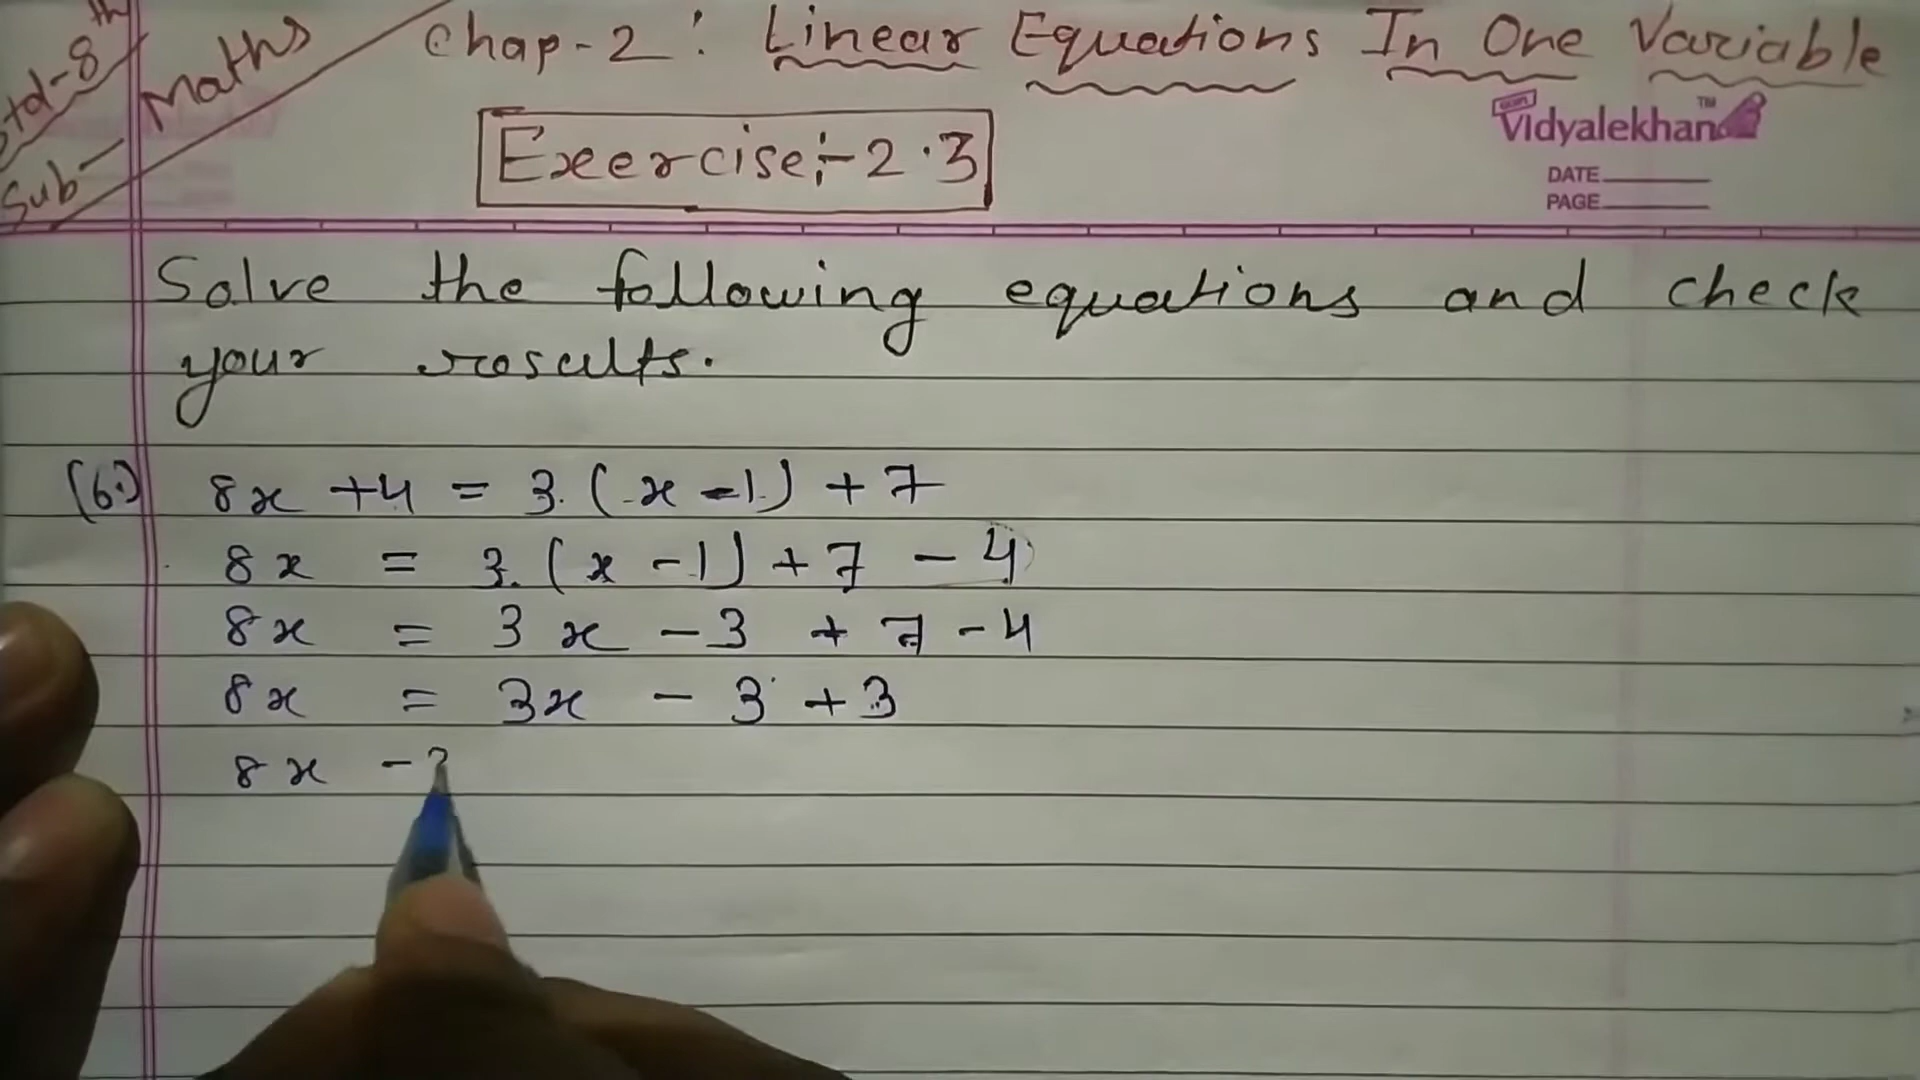 Std-8th
Sub- Maths
Chap-2: Linear Equations In One Variable
Exeercise:-2.3
Vidyalekhan™
DATE
PAGE
Solve the following equations and check
your results.
(6.) 8x + 4 = 3.(x - 1) + 7
8x = 3.(x - 1) + 7 - 4
8x = 3x - 3 + 7 - 4
8x = 3x - 3 + 3
8x -